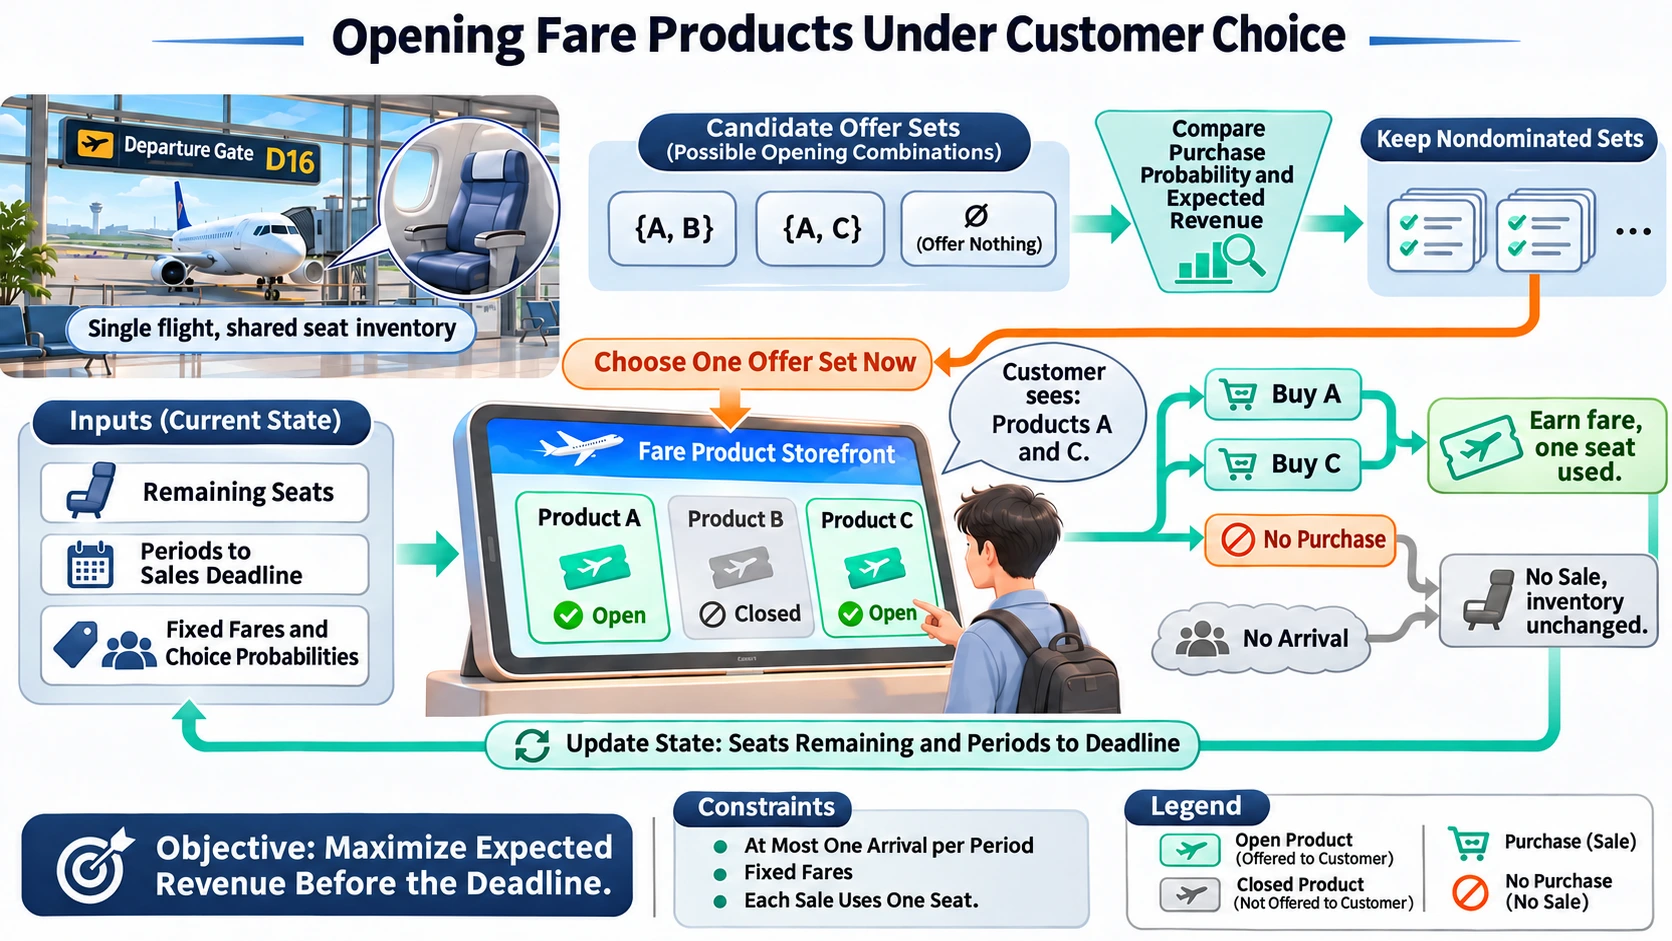 Opening Fare Products Under Customer Choice
Departure Gate D16
Single flight, shared seat inventory
Candidate Offer Sets
(Possible Opening Combinations)
{A, B}
{A, C}
∅
(Offer Nothing)
Compare
Purchase
Probability and
Expected
Revenue
Keep Nondominated Sets
...
Choose One Offer Set Now
Inputs (Current State)
Remaining Seats
Periods to
Sales Deadline
Fixed Fares and
Choice Probabilities
Fare Product Storefront
Product A
Open
Product B
Closed
Product C
Open
Customer
sees:
Products A
and C.
Buy A
Buy C
No Purchase
No Arrival
Earn fare,
one seat
used.
No Sale,
inventory
unchanged.
Update State: Seats Remaining and Periods to Deadline
Objective: Maximize Expected
Revenue Before the Deadline.
Constraints
At Most One Arrival per Period
Fixed Fares
Each Sale Uses One Seat.
Legend
Open Product
(Offered to Customer)
Closed Product
(Not Offered to Customer)
Purchase (Sale)
No Purchase
(No Sale)